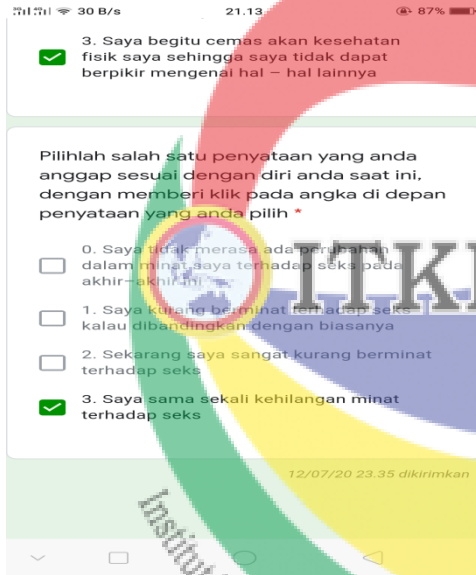 30 B/s 21.13 87%
3. Saya begitu cemas akan kesehatan
fisik saya sehingga saya tidak dapat
berpikir mengenai hal – hal lainnya
Pilihlah salah satu penyataan yang anda
anggap sesuai dengan diri anda saat ini,
dengan memberi klik pada angka di depan
penyataan yang anda pilih *
0. Saya tidak merasa ada perubahan
dalam minat saya terhadap seks pada
akhir-akhir ini
ITK
1. Saya kurang berminat terhadap seks
kalau dibandingkan dengan biasanya
2. Sekarang saya sangat kurang berminat
terhadap seks
3. Saya sama sekali kehilangan minat
terhadap seks
12/07/20 23.35 dikirimkan